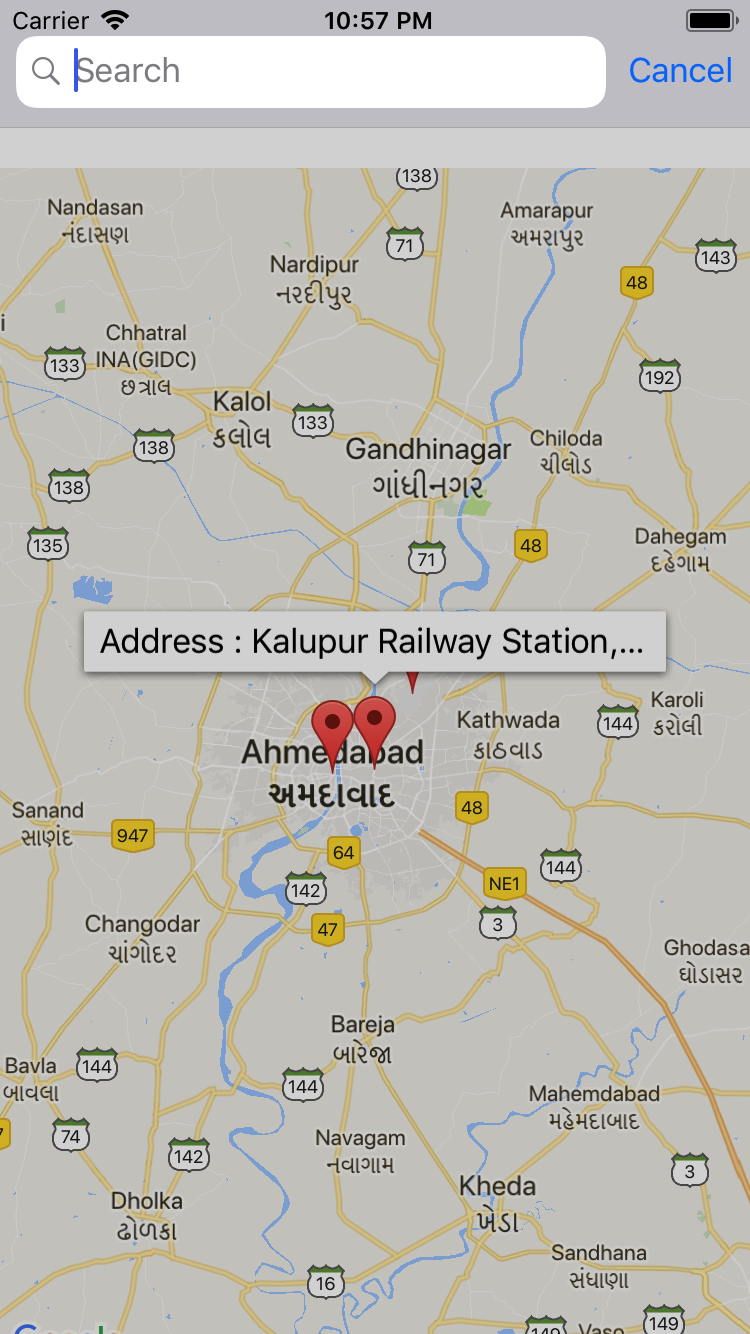 Carrier 10:57 PM
Search Cancel
138
Nandasan
નંદાસણ
Amarapur
અમરાપુર
71
143
Nardipur
નરદીપુર
48
Chhatral
INA(GIDC)
છત્રાલ
133
192
Kalol
કલોલ
133
138
Gandhinagar
ગાંધીનગર
Chiloda
ચીલોડ
138
135
48
71
Dahegam
દહેગામ
Address : Kalupur Railway Station,...
Karoli
કરોલી
144
Kathwada
કાઠવાડ
Ahmedabad
અમદાવાદ
Sanand
સાણંદ
947
48
64
144
142
NE1
47
3
Changodar
ચાંગોદર
Ghodasa
ઘોડાસર
Bareja
બારેજા
Bavla
બાવલા
144
144
Mahemdabad
મહેમદાબાદ
74
142
Navagam
નવાગામ
3
Kheda
ખેડા
Dholka
ધોળકા
Sandhana
સંધાણા
16
149
149
Vaso
Google